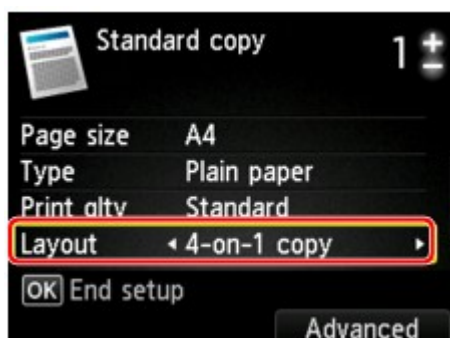 Standard copy
1
Page size A4
Type Plain paper
Print qlty Standard
Layout 4-on-1 copy
OK End setup
Advanced